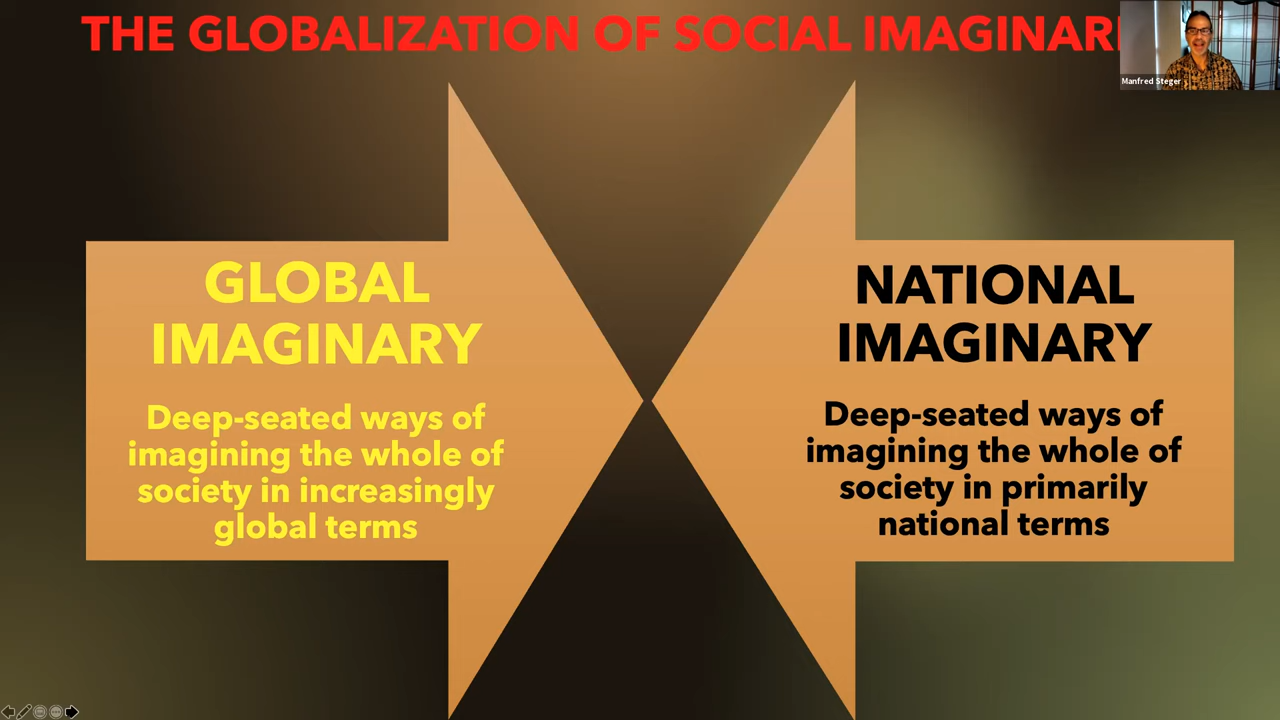 THE GLOBALIZATION OF SOCIAL
Manfred Steger
GLOBAL
IMAGINARY
Deep-seated ways of
imagining the whole of
society in increasingly
global terms
NATIONAL
IMAGINARY
Deep-seated ways of
imagining the whole of
society in primarily
national terms